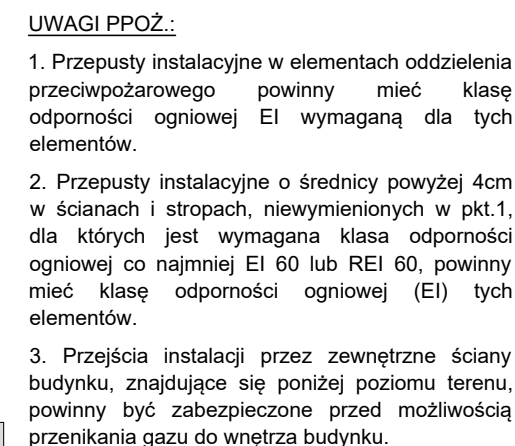 UWAGI PPOŻ.:
1. Przepusty instalacyjne w elementach oddzielenia
przeciwpożarowego powinny mieć klasę
odporności ogniowej EI wymaganą dla tych
elementów.
2. Przepusty instalacyjne o średnicy powyżej 4cm
w ścianach i stropach, niewymienionych w pkt.1,
dla których jest wymagana klasa odporności
ogniowej co najmniej EI 60 lub REI 60, powinny
mieć klasę odporności ogniowej (EI) tych
elementów.
3. Przejścia instalacji przez zewnętrzne ściany
budynku, znajdujące się poniżej poziomu terenu,
powinny być zabezpieczone przed możliwością
przenikania gazu do wnętrza budynku.